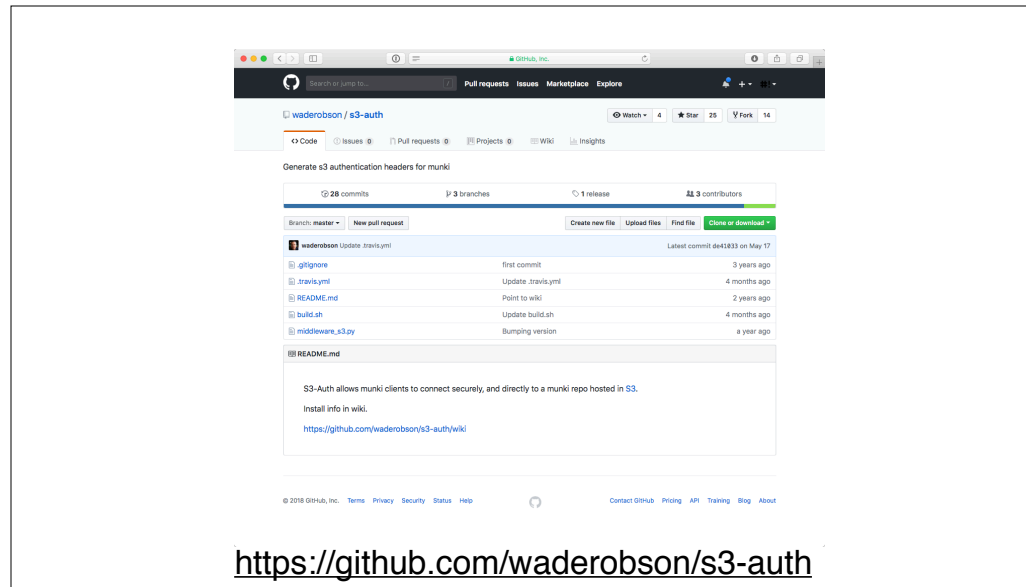 GitHub, Inc.
Search or jump to... / Pull requests Issues Marketplace Explore
waderobson / s3-auth Watch 4 Star 25 Fork 14
Code Issues 0 Pull requests 0 Projects 0 Wiki Insights
Generate s3 authentication headers for munki
28 commits 3 branches 1 release 3 contributors
Branch: master New pull request Create new file Upload files Find file Clone or download
waderobson Update .travis.yml Latest commit de41033 on May 17
.gitignore first commit 3 years ago
.travis.yml Update .travis.yml 4 months ago
README.md Point to wiki 2 years ago
build.sh Update build.sh 4 months ago
middleware_s3.py Bumping version a year ago
README.md
S3-Auth allows munki clients to connect securely, and directly to a munki repo hosted in S3.
Install info in wiki.
https://github.com/waderobson/s3-auth/wiki
© 2018 GitHub, Inc. Terms Privacy Security Status Help Contact GitHub Pricing API Training Blog About
https://github.com/waderobson/s3-auth